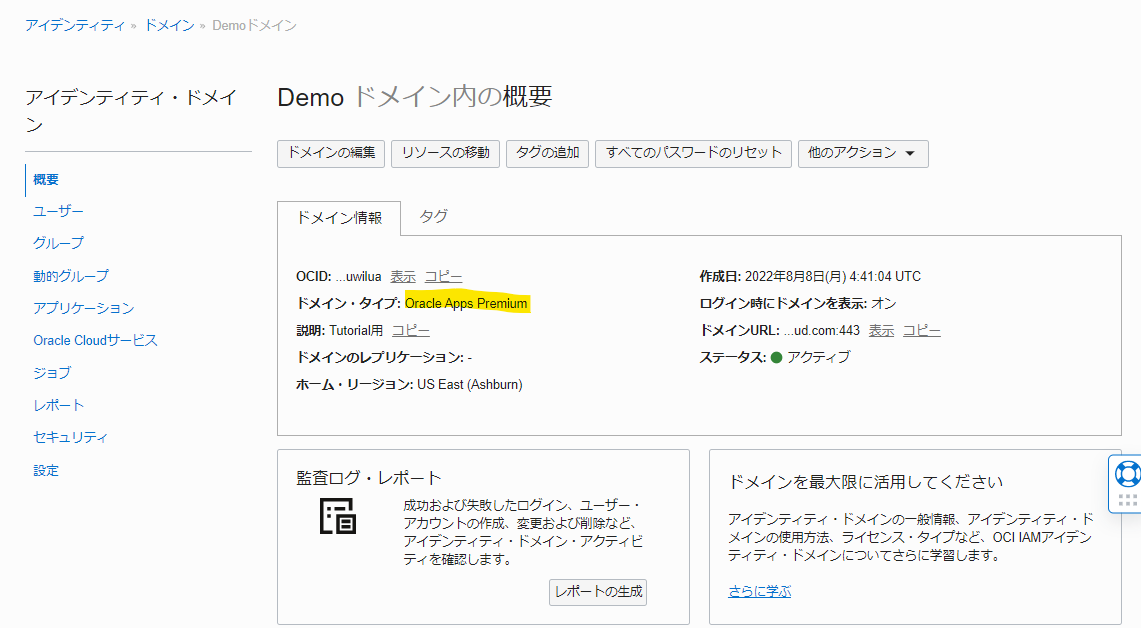 アイデンティティ » ドメイン » Demoドメイン
アイデンティティ・ドメイ
ン
概要
ユーザー
グループ
動的グループ
アプリケーション
Oracle Cloudサービス
ジョブ
レポート
セキュリティ
設定
Demo ドメイン内の概要
ドメインの編集 リソースの移動 タグの追加 すべてのパスワードのリセット 他のアクション
ドメイン情報 タグ
OCID: ...uwilua 表示 コピー
ドメイン・タイプ: Oracle Apps Premium
説明: Tutorial用 コピー
ドメインのレプリケーション: -
ホーム・リージョン: US East (Ashburn)
作成日: 2022年8月8日(月) 4:41:04 UTC
ログイン時にドメインを表示: オン
ドメインURL: ...ud.com:443 表示 コピー
ステータス: アクティブ
監査ログ・レポート
成功および失敗したログイン、ユーザー・
アカウントの作成、変更および削除など、
アイデンティティ・ドメイン・アクティビ
ティを確認します。
レポートの生成
ドメインを最大限に活用してください
アイデンティティ・ドメインの一般情報、アイデンティティ・ド
メインの使用方法、ライセンス・タイプなど、OCI IAMアイデン
ティティ・ドメインについてさらに学習します。
さらに学ぶ